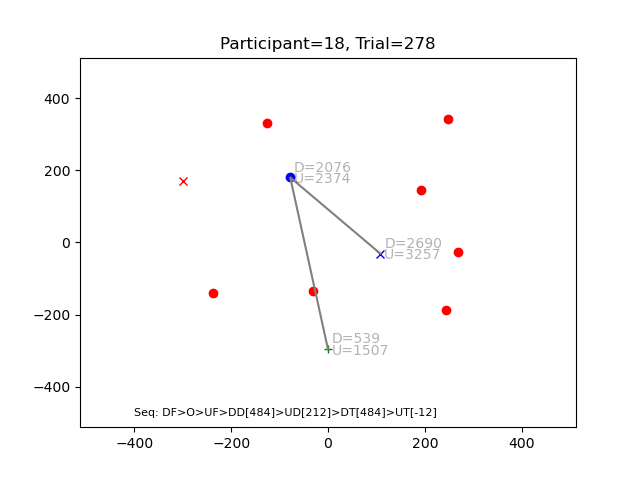 Participant=18, Trial=278
400
200
0
−200
−400
D=2076
U=2374
D=2690
U=3257
D=539
U=1507
Seq: DF>O>UF>DD[484]>UD[212]>DT[484]>UT[-12]
−400
−200
0
200
400